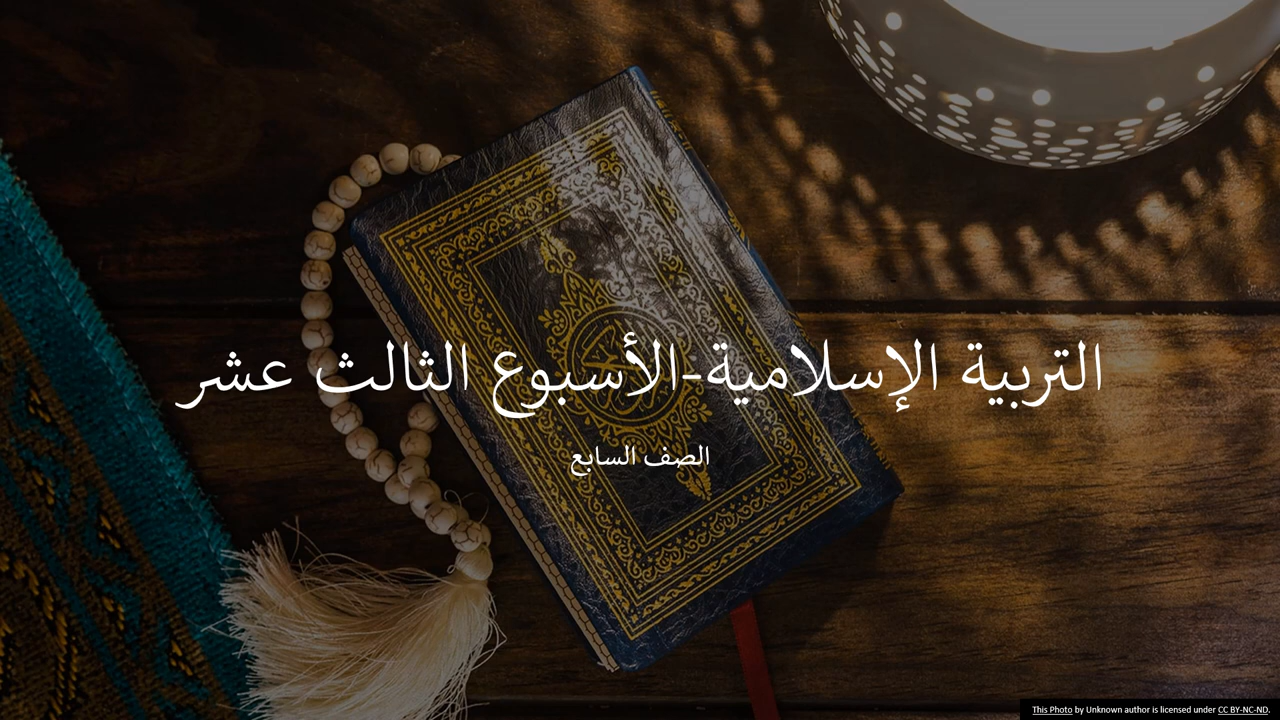 التربية الإسلامية-الأسبوع الثالث عشر
الصف السابع
This Photo by Unknown author is licensed under CC BY-NC-ND.